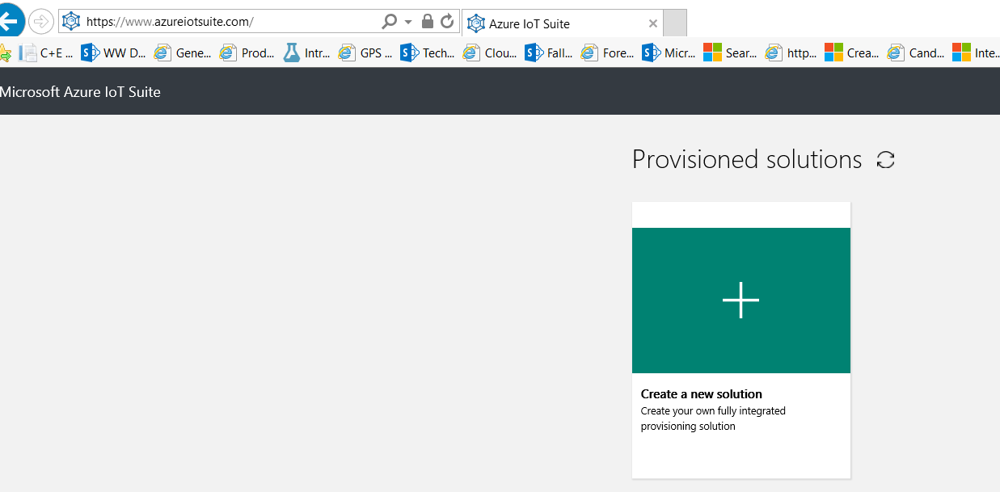 https://www.azureiotsuite.com/
Azure IoT Suite
C+E ... WW D... Gene... Prod... Intr... GPS ... Tech... Clou... Fall... Fore... Micr... Sear... http... Crea... Cand... Inte...
Microsoft Azure IoT Suite
Provisioned solutions
Create a new solution
Create your own fully integrated
provisioning solution